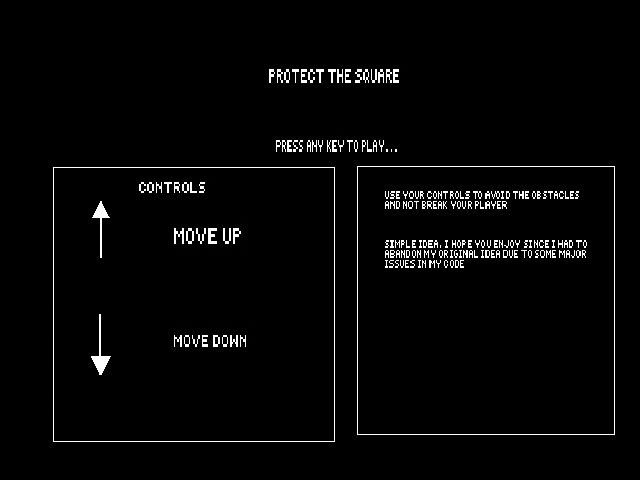 PROTECT THE SQUARE
PRESS ANY KEY TO PLAY...
CONTROLS
MOVE UP
MOVE DOWN
USE YOUR CONTROLS TO AVOID THE OBSTACLES
AND NOT BREAK YOUR PLAYER
SIMPLE IDEA. I HOPE YOU ENJOY SINCE I HAD TO
ABANDON MY ORIGINAL IDEA DUE TO SOME MAJOR
ISSUES IN MY CODE